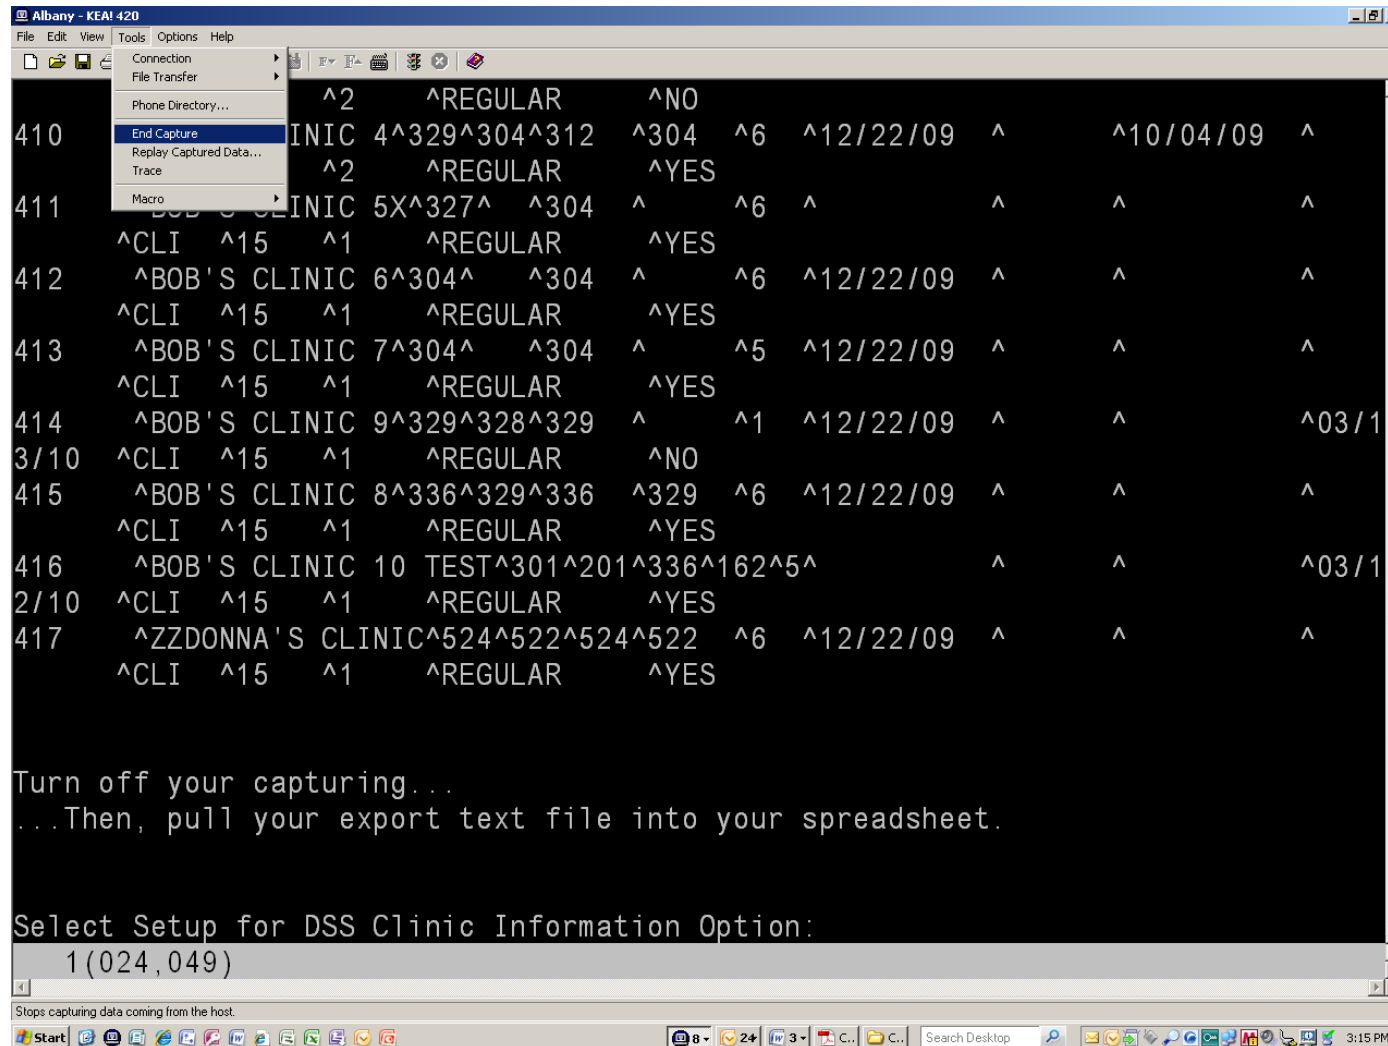 Albany - KEA! 420
File Edit View Tools Options Help
Connection
File Transfer
Phone Directory...
End Capture
Replay Captured Data...
Trace
Macro
^2 ^REGULAR ^NO
410 INIC 4^329^304^312 ^304 ^6 ^12/22/09 ^ ^10/04/09 ^
^2 ^REGULAR ^YES
411 ^BOB'S CLINIC 5X^327^ ^304 ^ ^6 ^ ^ ^ ^
^CLI ^15 ^1 ^REGULAR ^YES
412 ^BOB'S CLINIC 6^304^ ^304 ^ ^6 ^12/22/09 ^ ^ ^
^CLI ^15 ^1 ^REGULAR ^YES
413 ^BOB'S CLINIC 7^304^ ^304 ^ ^5 ^12/22/09 ^ ^ ^
^CLI ^15 ^1 ^REGULAR ^YES
414 ^BOB'S CLINIC 9^329^328^329 ^ ^1 ^12/22/09 ^ ^ ^03/1
3/10 ^CLI ^15 ^1 ^REGULAR ^NO
415 ^BOB'S CLINIC 8^336^329^336 ^329 ^6 ^12/22/09 ^ ^ ^
^CLI ^15 ^1 ^REGULAR ^YES
416 ^BOB'S CLINIC 10 TEST^301^201^336^162^5^ ^ ^ ^03/1
2/10 ^CLI ^15 ^1 ^REGULAR ^YES
417 ^ZZDONNA'S CLINIC^524^522^524^522 ^6 ^12/22/09 ^ ^ ^
^CLI ^15 ^1 ^REGULAR ^YES
Turn off your capturing...
...Then, pull your export text file into your spreadsheet.
Select Setup for DSS Clinic Information Option:
1(024,049)
Stops capturing data coming from the host.
Start 8 24 3 C... C... Search Desktop 3:15 PM